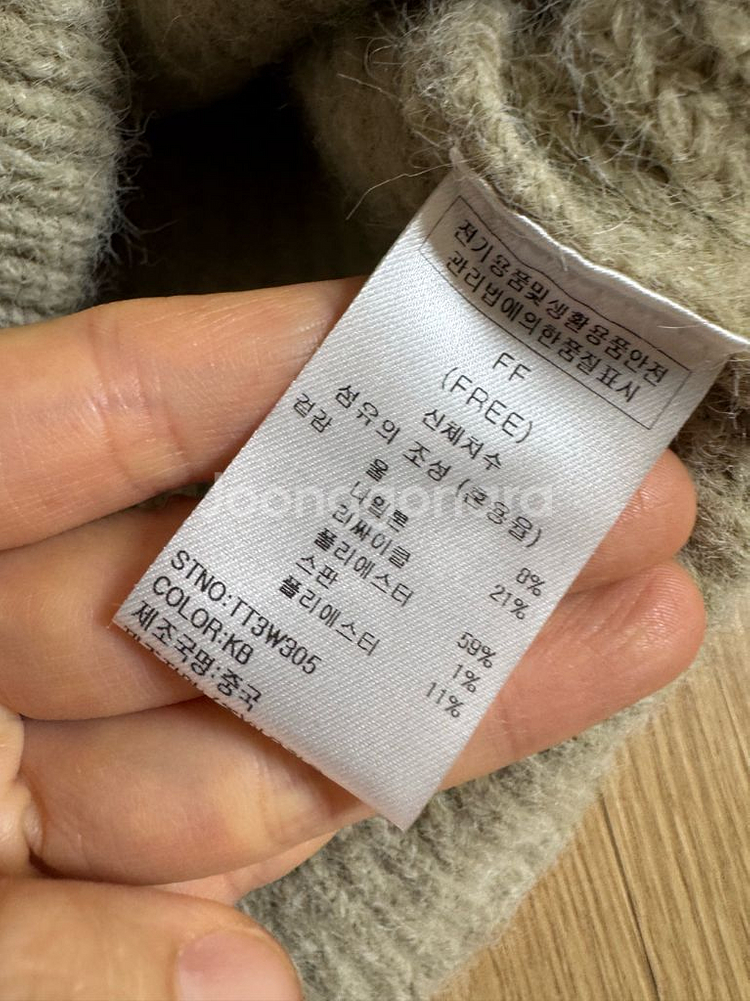 전기용품및생활용품안전
관리법에의한품질표시
FF
(FREE)
신체치수
섬유의 조성 (혼용율)
겉감
울 8%
나일론 21%
리싸이클
폴리에스터 59%
스판 1%
폴리에스터 11%
STNO:TT3W305
COLOR:KB
제조국명:중국
Joonggonara